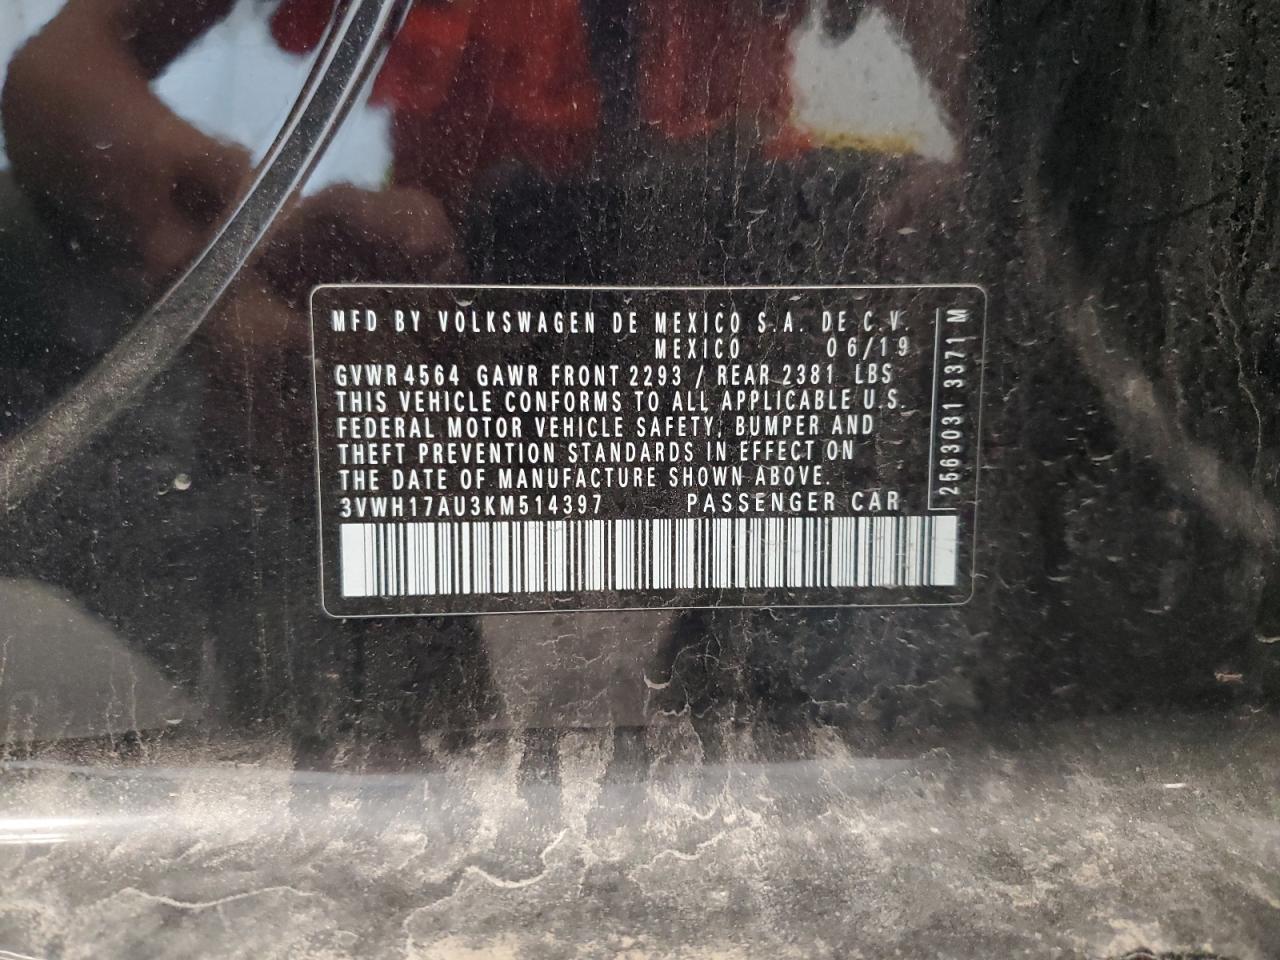 MFD BY VOLKSWAGEN DE MEXICO S.A. DE C.V.
MEXICO 06/19
GVWR 4564 GAWR FRONT 2293 / REAR 2381 LBS
THIS VEHICLE CONFORMS TO ALL APPLICABLE U.S.
FEDERAL MOTOR VEHICLE SAFETY, BUMPER AND
THEFT PREVENTION STANDARDS IN EFFECT ON
THE DATE OF MANUFACTURE SHOWN ABOVE.
3VWH17AU3KM514397 PASSENGER CAR
2563031 3371 M